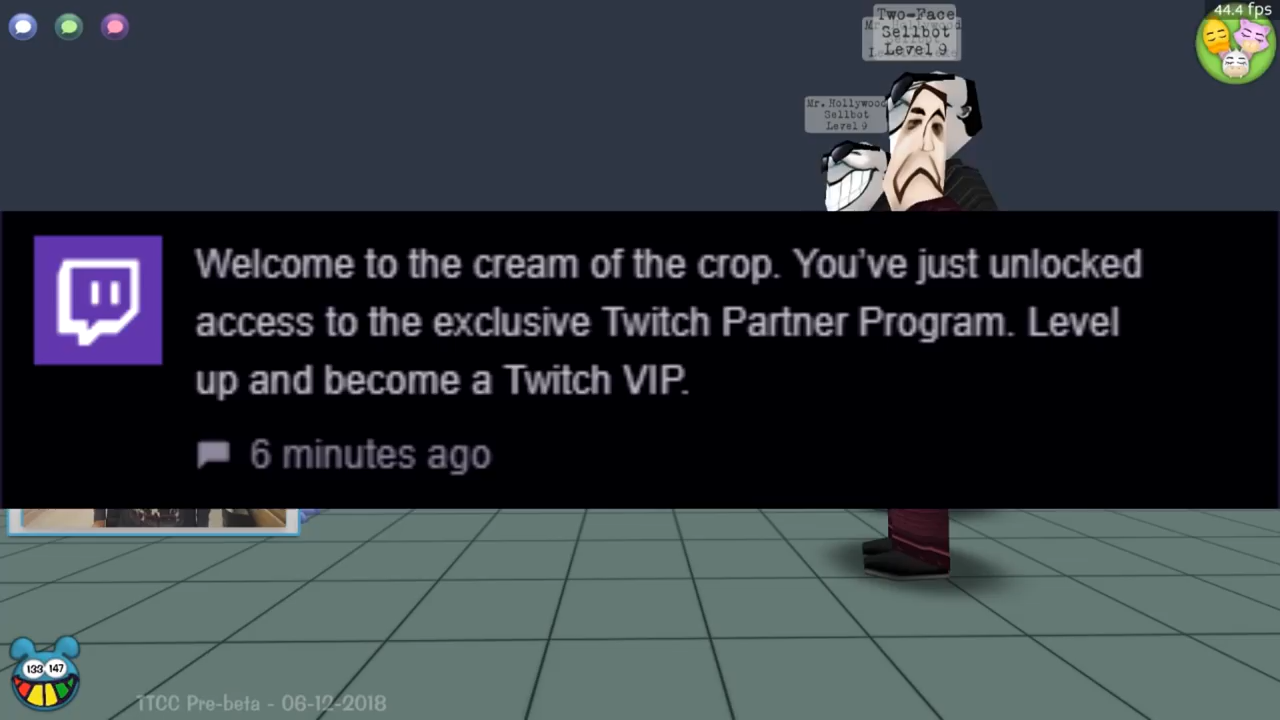 44.4 fps
Two-Face
Sellbot
Level 9
Mr. Hollywood
Sellbot
Level 9
Welcome to the cream of the crop. You've just unlocked
access to the exclusive Twitch Partner Program. Level
up and become a Twitch VIP.
6 minutes ago
133 147
TTCC Pre-beta - 06-12-2018